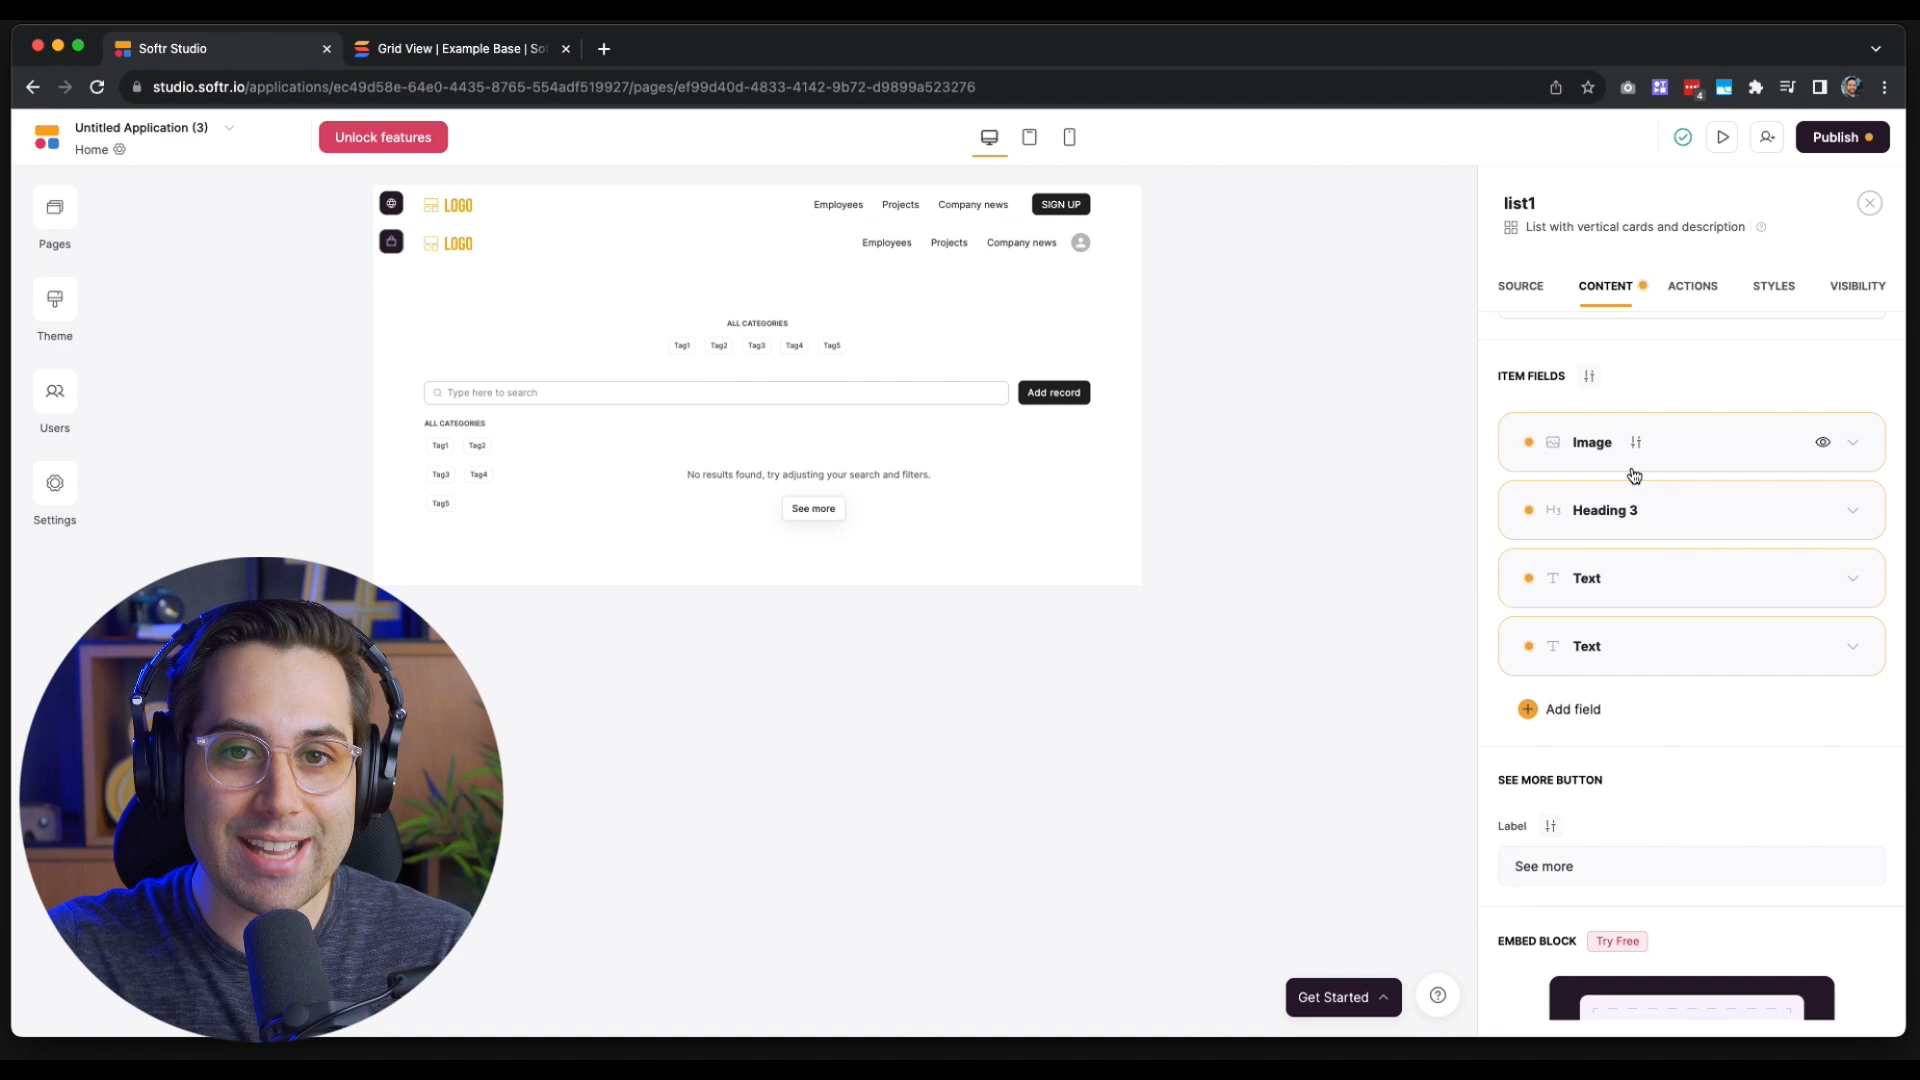 Softr Studio
Grid View | Example Base | So
studio.softr.io/applications/ec49d58e-64e0-4435-8765-554adf519927/pages/ef99d40d-4833-4142-9b72-d9899a523276
4
Untitled Application (3)
Home
Unlock features
Publish
Pages
Theme
Users
Settings
LOGO
Employees Projects Company news SIGN UP
LOGO
Employees Projects Company news
ALL CATEGORIES
Tag1 Tag2 Tag3 Tag4 Tag5
Type here to search
Add record
ALL CATEGORIES
Tag1 Tag2
Tag3 Tag4
Tag5
No results found, try adjusting your search and filters.
See more
list1
List with vertical cards and description
SOURCE CONTENT ACTIONS STYLES VISIBILITY
ITEM FIELDS
Image
H3 Heading 3
T Text
T Text
Add field
SEE MORE BUTTON
Label
See more
EMBED BLOCK Try Free
Get Started